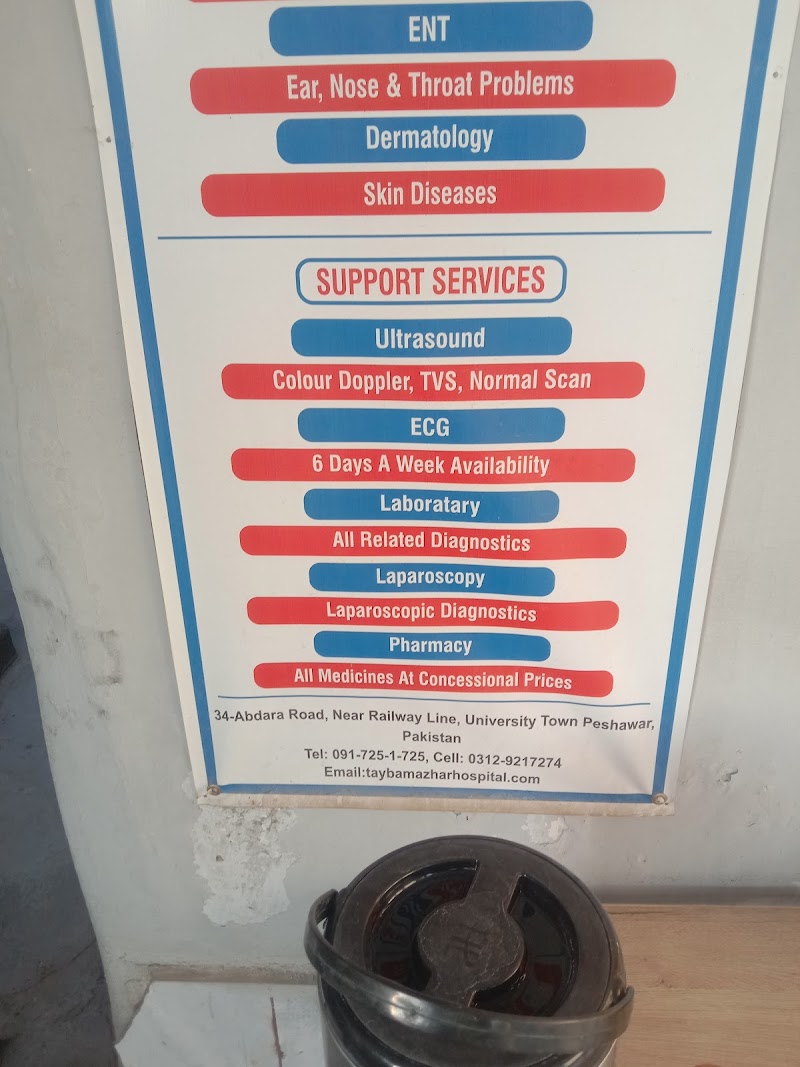 ENT
Ear, Nose & Throat Problems
Dermatology
Skin Diseases
SUPPORT SERVICES
Ultrasound
Colour Doppler, TVS, Normal Scan
ECG
6 Days A Week Availability
Laboratary
All Related Diagnostics
Laparoscopy
Laparoscopic Diagnostics
Pharmacy
All Medicines At Concessional Prices
34-Abdara Road, Near Railway Line, University Town Peshawar,
Pakistan
Tel: 091-725-1-725, Cell: 0312-9217274
Email:taybamazharhospital.com